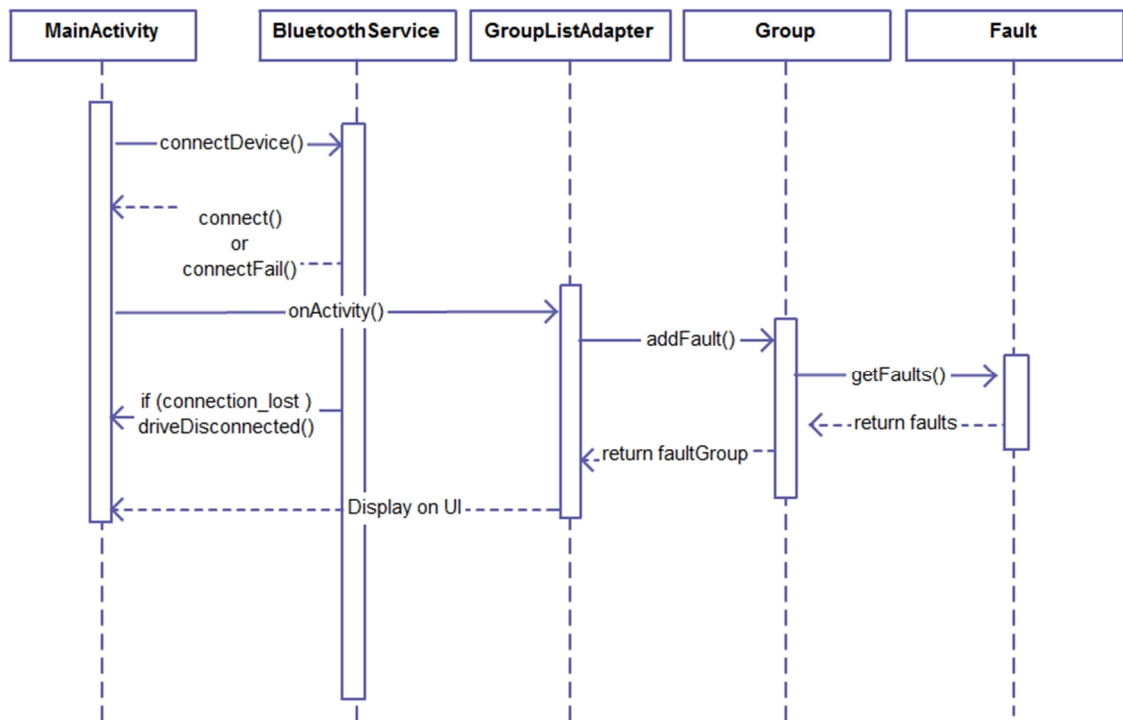 MainActivity
BluetoothService
GroupListAdapter
Group
Fault
connectDevice()
connect()
or
connectFail()
onActivity()
addFault()
getFaults()
if (connection_lost )
driveDisconnected()
return faults
return faultGroup
Display on UI